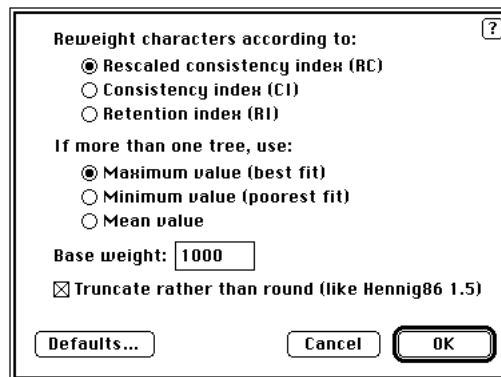 ?
Reweight characters according to:
Rescaled consistency index (RC)
Consistency index (CI)
Retention index (RI)
If more than one tree, use:
Maximum value (best fit)
Minimum value (poorest fit)
Mean value
Base weight: 1000
Truncate rather than round (like Hennig86 1.5)
Defaults... Cancel OK